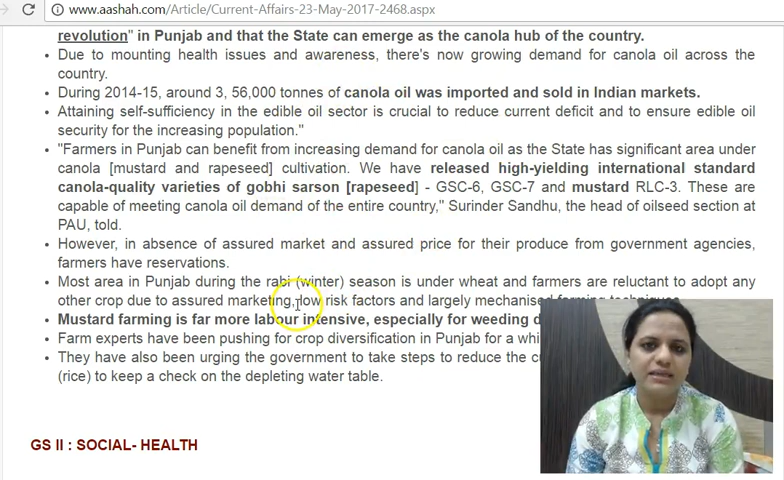 www.aashah.com/Article/Current-Affairs-23-May-2017-2468.aspx
revolution" in Punjab and that the State can emerge as the canola hub of the country.
• Due to mounting health issues and awareness, there's now growing demand for canola oil across the
country.
• During 2014-15, around 3, 56,000 tonnes of canola oil was imported and sold in Indian markets.
• Attaining self-sufficiency in the edible oil sector is crucial to reduce current deficit and to ensure edible oil
security for the increasing population."
• "Farmers in Punjab can benefit from increasing demand for canola oil as the State has significant area under
canola [mustard and rapeseed] cultivation. We have released high-yielding international standard
canola-quality varieties of gobhi sarson [rapeseed] - GSC-6, GSC-7 and mustard RLC-3. These are
capable of meeting canola oil demand of the entire country," Surinder Sandhu, the head of oilseed section at
PAU, told.
• However, in absence of assured market and assured price for their produce from government agencies,
farmers have reservations.
• Most area in Punjab during the rabi (winter) season is under wheat and farmers are reluctant to adopt any
other crop due to assured marketing, low risk factors and largely mechanised farming techniques.
• Mustard farming is far more labour intensive, especially for weeding
• Farm experts have been pushing for crop diversification in Punjab for a
• They have also been urging the government to take steps to reduce the
(rice) to keep a check on the depleting water table.
GS II : SOCIAL- HEALTH